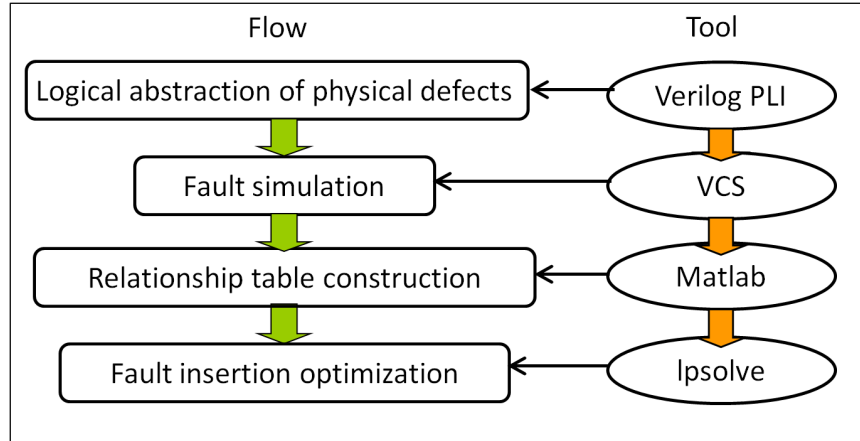 Flow
Tool
Logical abstraction of physical defects
Verilog PLI
Fault simulation
VCS
Relationship table construction
Matlab
Fault insertion optimization
lpsolve